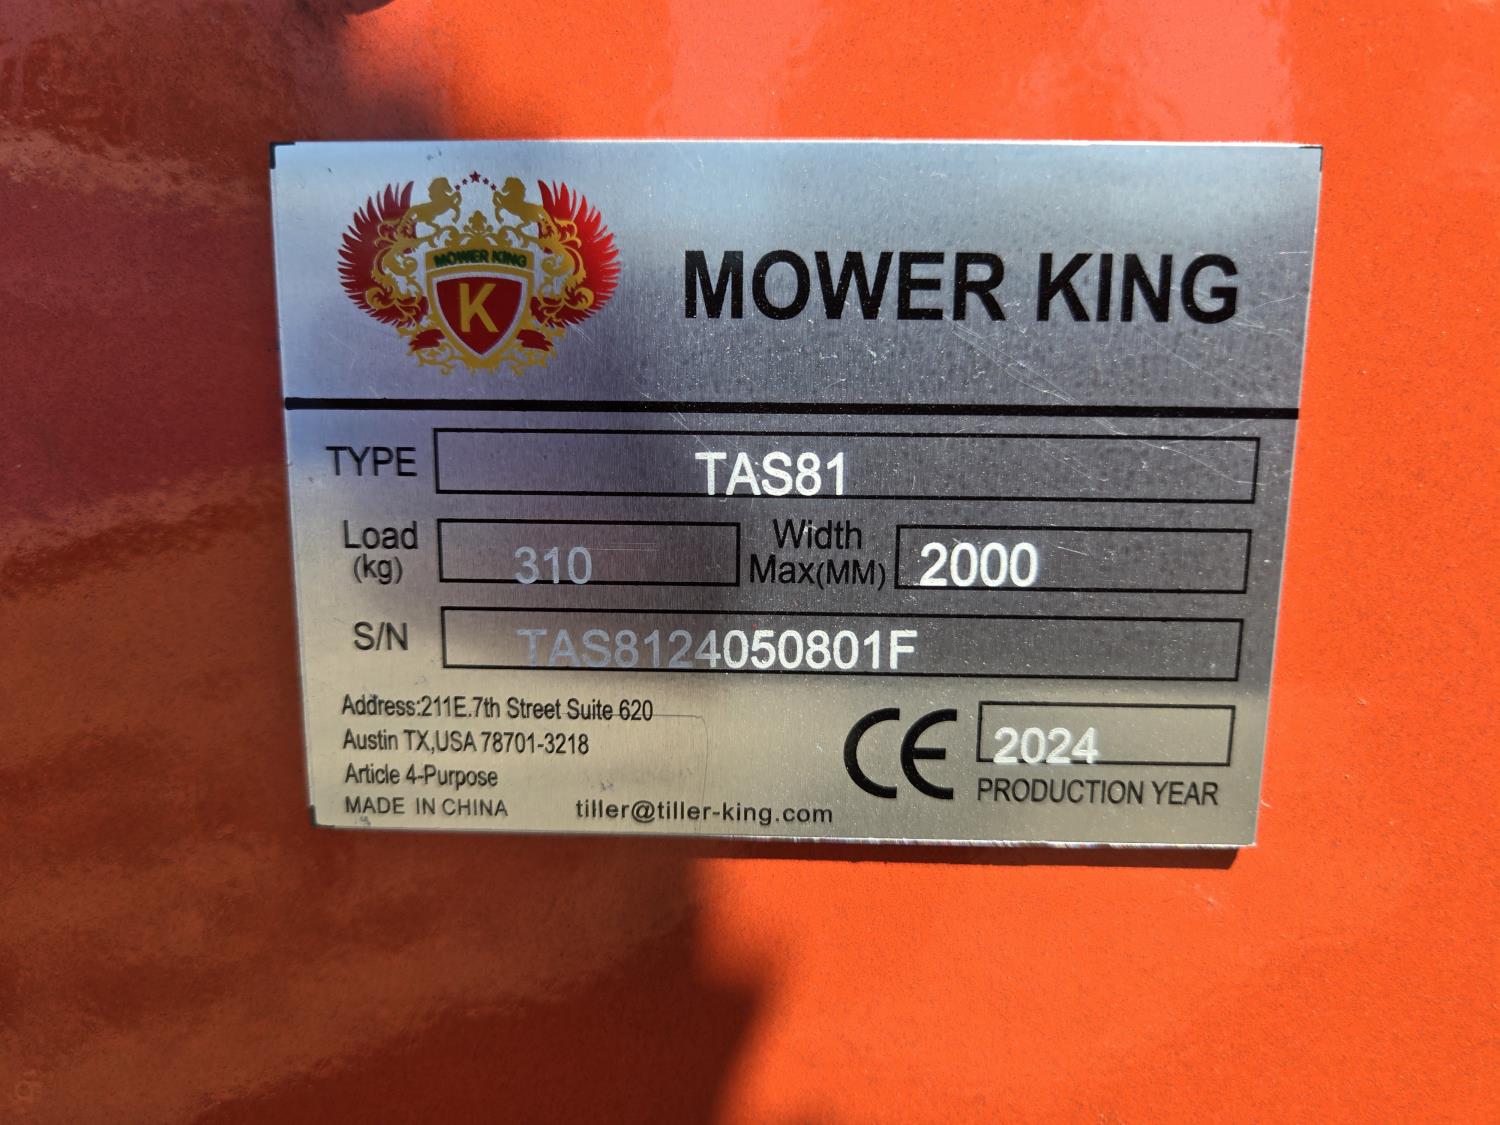 MOWER KING
K
MOWER KING
TYPE TAS81
Load (kg) 310 Width Max(MM) 2000
S/N TAS8124050801F
Address:211E.7th Street Suite 620
Austin TX,USA 78701-3218
Article 4-Purpose
MADE IN CHINA tiller@tiller-king.com
CE 2024
PRODUCTION YEAR